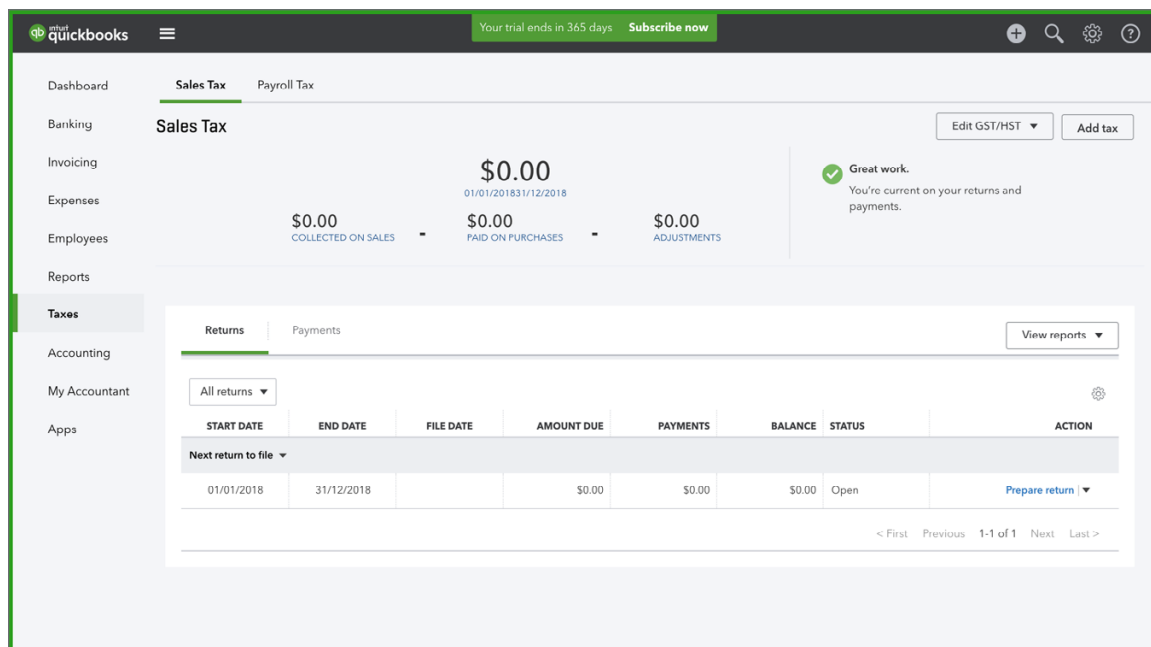 Your trial ends in 365 days Subscribe now
intuit
qb quickbooks
Dashboard
Banking
Invoicing
Expenses
Employees
Reports
Taxes
Accounting
My Accountant
Apps
Sales Tax Payroll Tax
Sales Tax
Edit GST/HST Add tax
$0.00
01/01/201831/12/2018
$0.00 - $0.00 - $0.00
COLLECTED ON SALES PAID ON PURCHASES ADJUSTMENTS
Great work.
You're current on your returns and
payments.
Returns Payments
View reports
All returns
START DATE END DATE FILE DATE AMOUNT DUE PAYMENTS BALANCE STATUS ACTION
Next return to file
01/01/2018 31/12/2018 $0.00 $0.00 $0.00 Open Prepare return
< First Previous 1-1 of 1 Next Last >